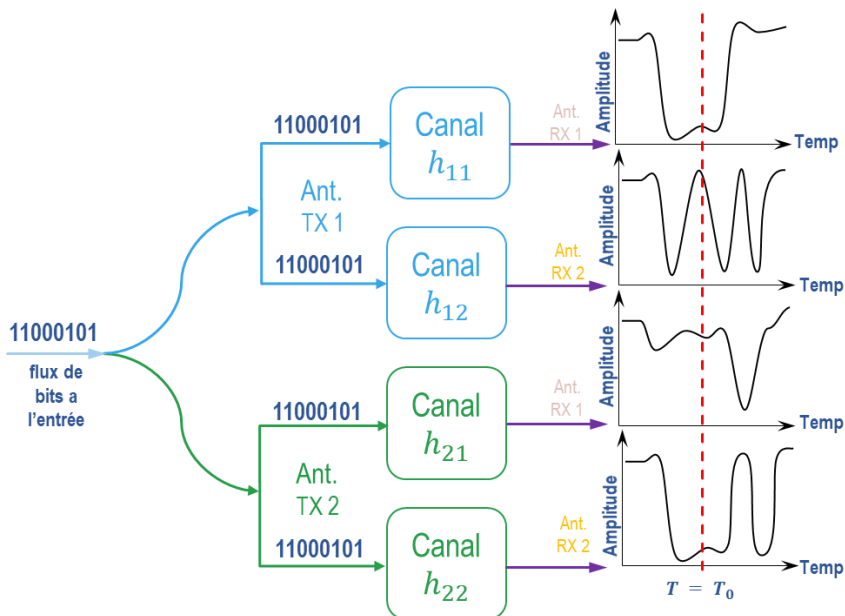 11000101
flux de
bits a
l'entrée
Ant.
TX 1
11000101
Canal
h₁₁
Ant.
RX 1
Amplitude
Temp
11000101
Canal
h₁₂
Ant.
RX 2
Amplitude
Temp
Ant.
TX 2
11000101
Canal
h₂₁
Ant.
RX 1
Amplitude
Temp
11000101
Canal
h₂₂
Ant.
RX 2
Amplitude
Temp
T = T₀